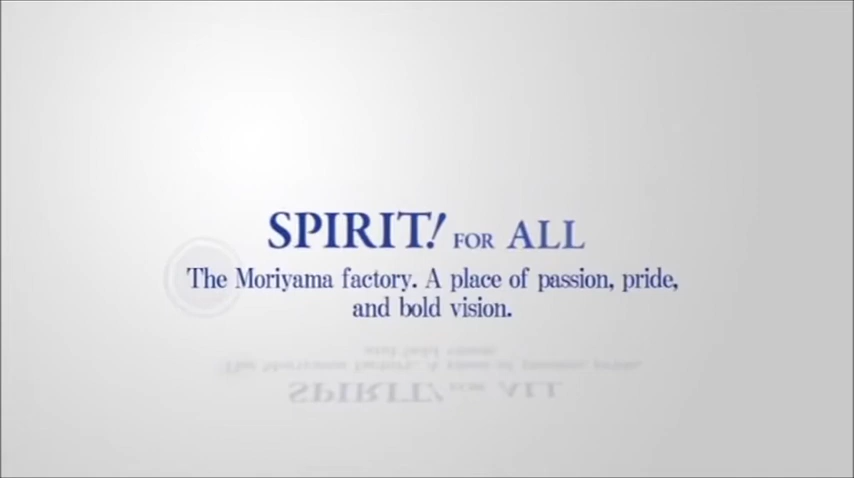 SPIRIT! FOR ALL
The Moriyama factory. A place of passion, pride,
and bold vision.